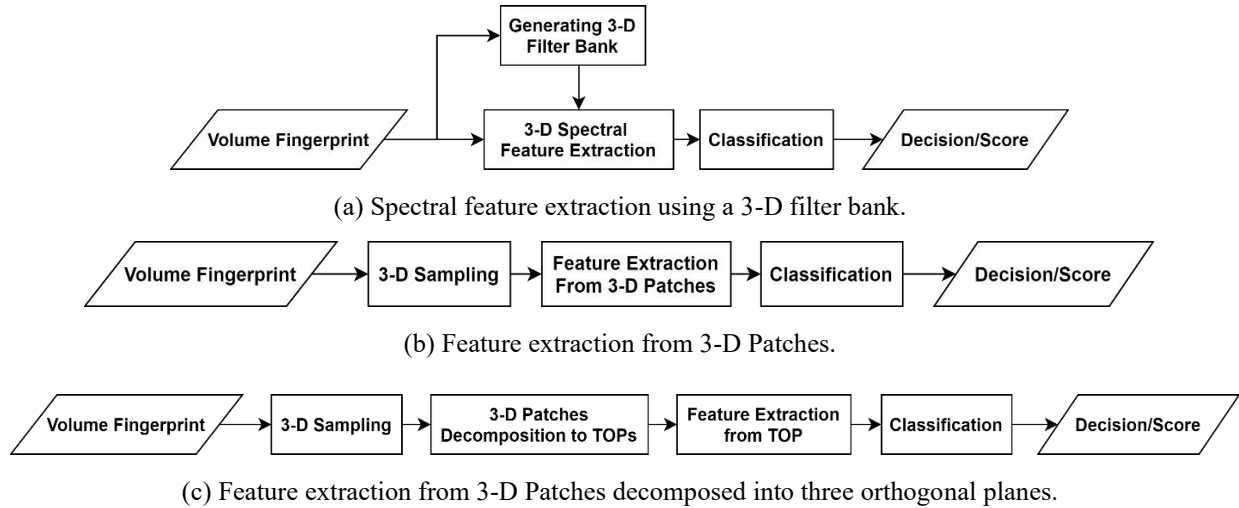 Generating 3-D
Filter Bank
Volume Fingerprint
3-D Spectral
Feature Extraction
Classification
Decision/Score
(a) Spectral feature extraction using a 3-D filter bank.
Volume Fingerprint
3-D Sampling
Feature Extraction
From 3-D Patches
Classification
Decision/Score
(b) Feature extraction from 3-D Patches.
Volume Fingerprint
3-D Sampling
3-D Patches
Decomposition to TOPs
Feature Extraction
from TOP
Classification
Decision/Score
(c) Feature extraction from 3-D Patches decomposed into three orthogonal planes.